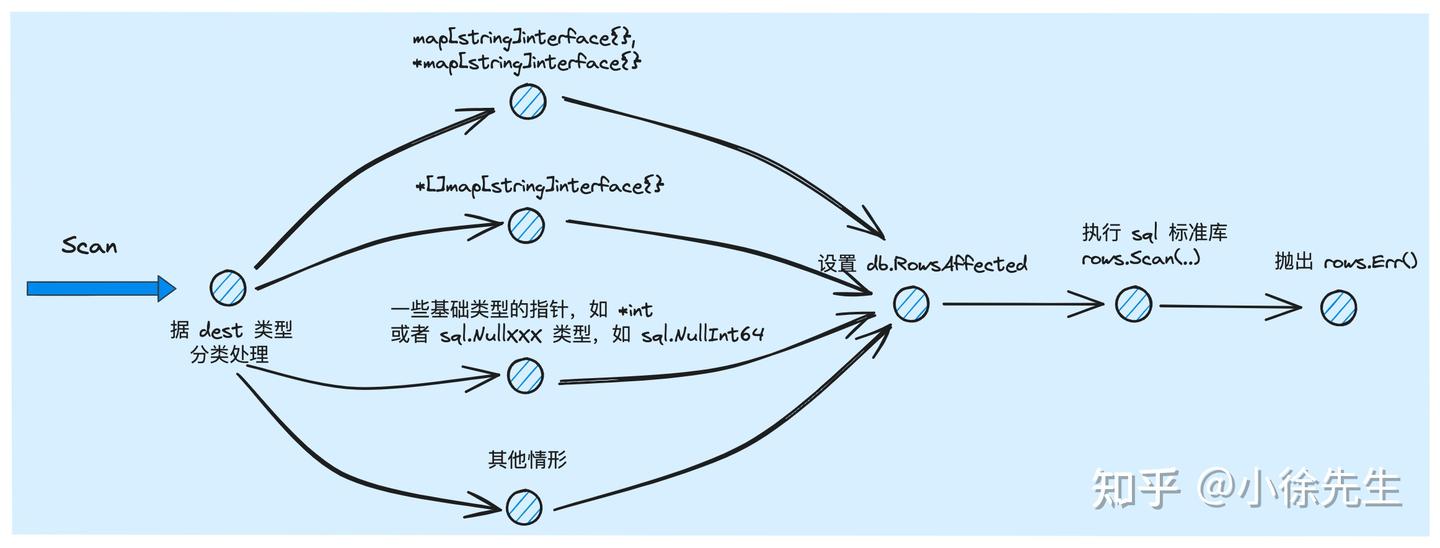 map[string]interface{},
*map[string]interface{}
*[]map[string]interface{}
Scan
据 dest 类型
分类处理
一些基础类型的指针，如 *int
或者 sql.NullXXX 类型，如 sql.NullInt64
其他情形
设置 db.RowsAffected
执行 sql 标准库
rows.Scan(..)
抛出 rows.Err()
知乎 @小徐先生